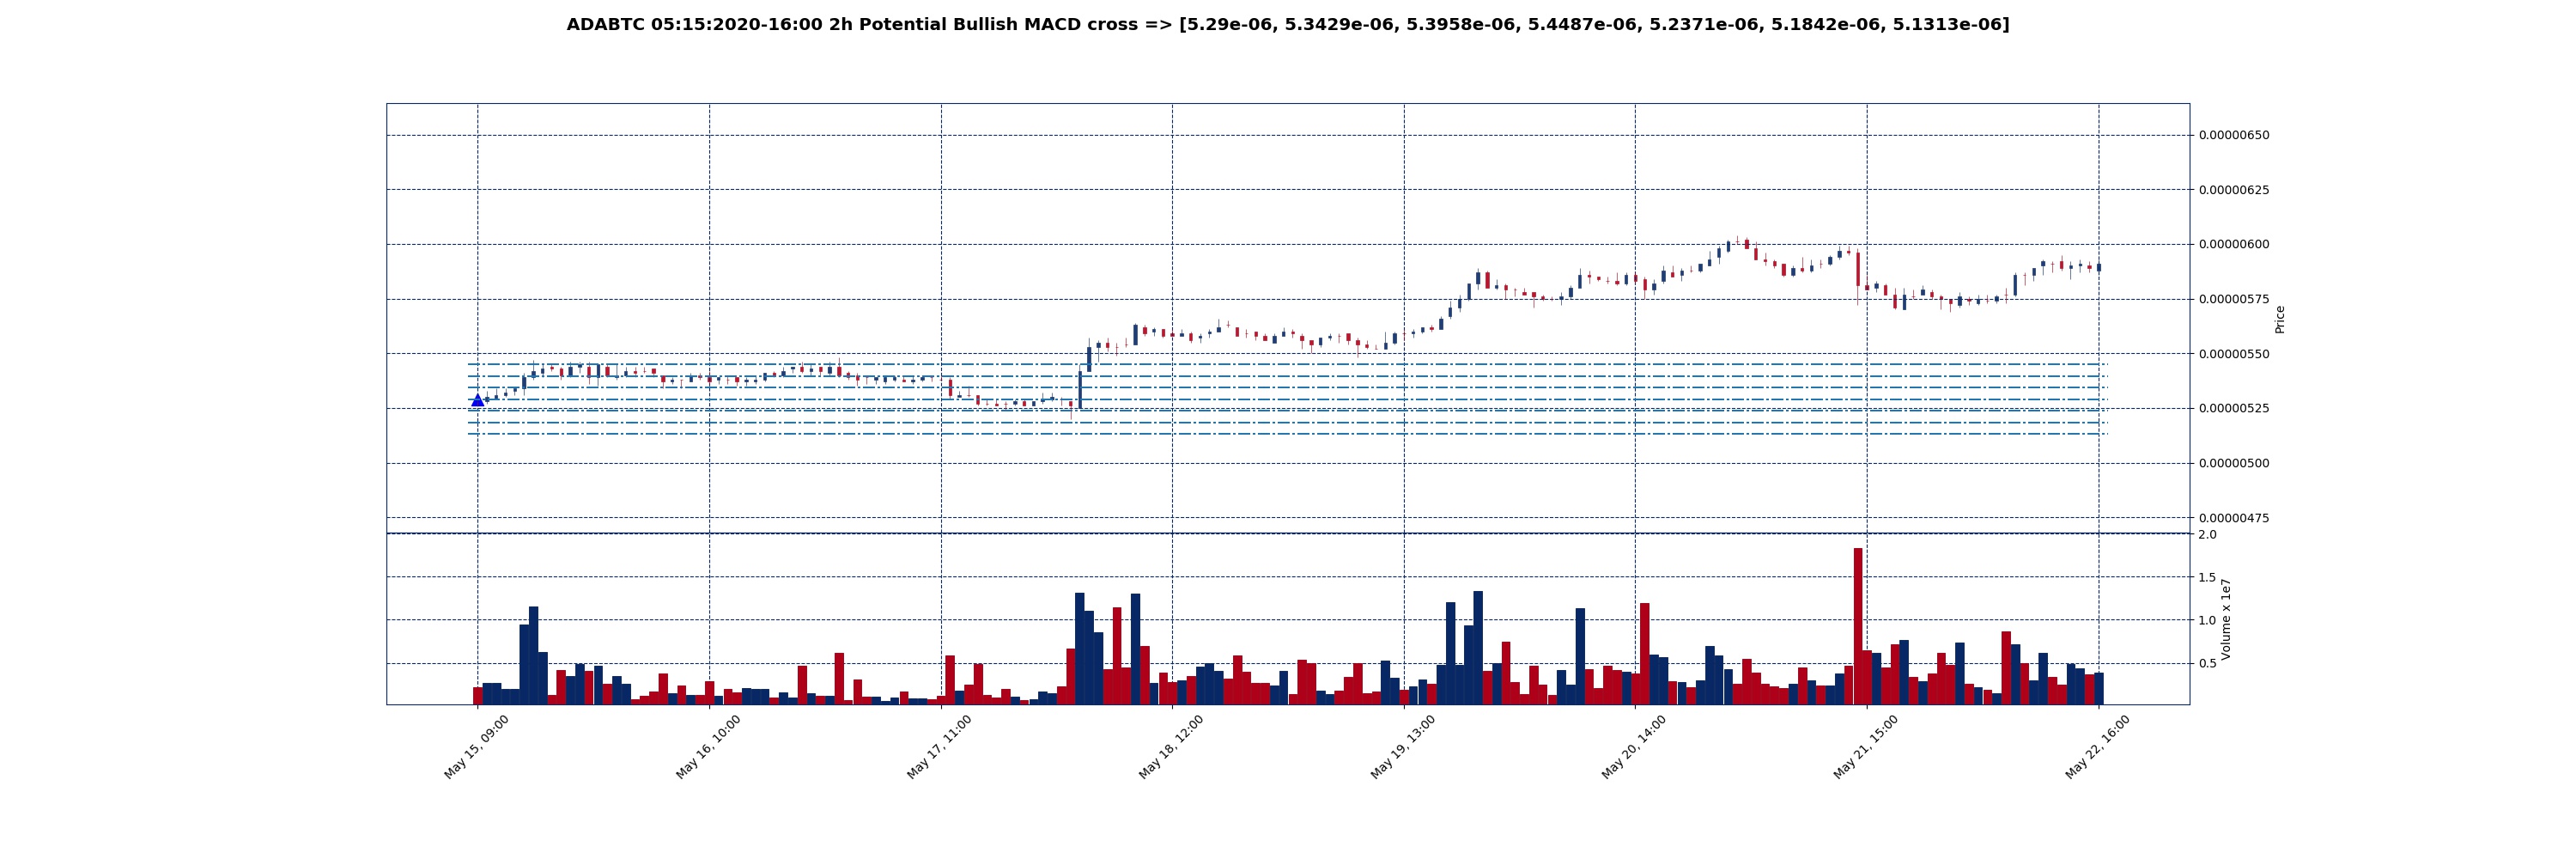 ADABTC 05:15:2020-16:00 2h Potential Bullish MACD cross => [5.29e-06, 5.3429e-06, 5.3958e-06, 5.4487e-06, 5.2371e-06, 5.1842e-06, 5.1313e-06]
0.00000650
0.00000625
0.00000600
0.00000575
Price
0.00000550
0.00000525
0.00000500
0.00000475
2.0
1.5
Volume x 1e7
1.0
0.5
May 15, 09:00
May 16, 10:00
May 17, 11:00
May 18, 12:00
May 19, 13:00
May 20, 14:00
May 21, 15:00
May 22, 16:00